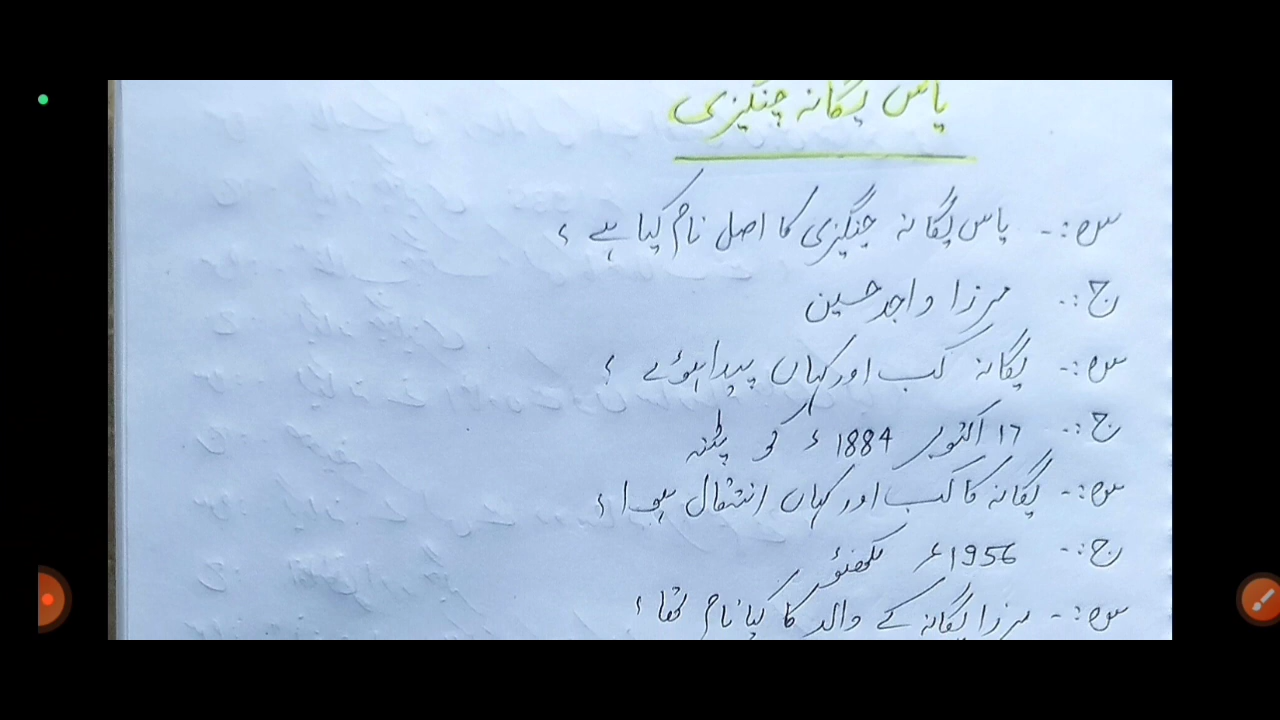 یاس یگانہ چنگیزی
س:۔ یاس یگانہ چنگیزی کا اصل نام کیا ہے ؟
ج:۔ مرزا واجد حسین
س:۔ یگانہ کب اور کہاں پیدا ہوئے ؟
ج:۔ ۱۷ اکتوبر 1884ء کو پٹنہ
س:۔ یگانہ کا کب اور کہاں انتقال ہوا ؟
ج:۔ 1956ء لکھنئو
س:۔ مرزا یگانہ کے والد کا کیا نام تھا ؟